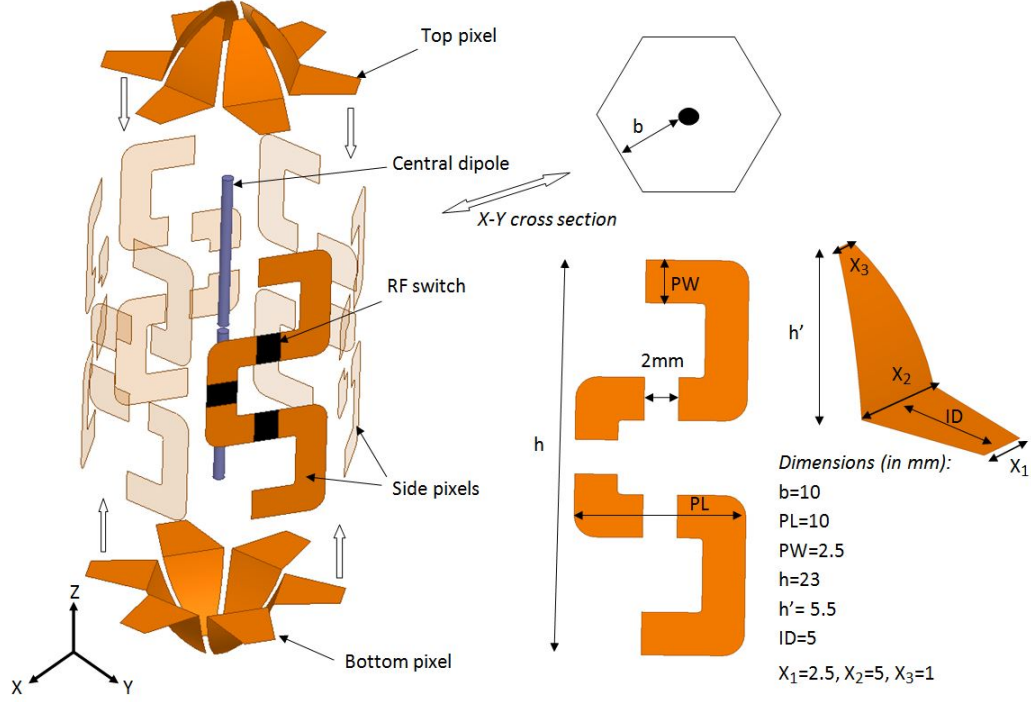 Top pixel
Central dipole
X-Y cross section
RF switch
Side pixels
Bottom pixel
Z
X
Y
b
PW
2mm
h
PL
X3
h’
X2
ID
X1
Dimensions (in mm):
b=10
PL=10
PW=2.5
h=23
h’= 5.5
ID=5
X1=2.5, X2=5, X3=1